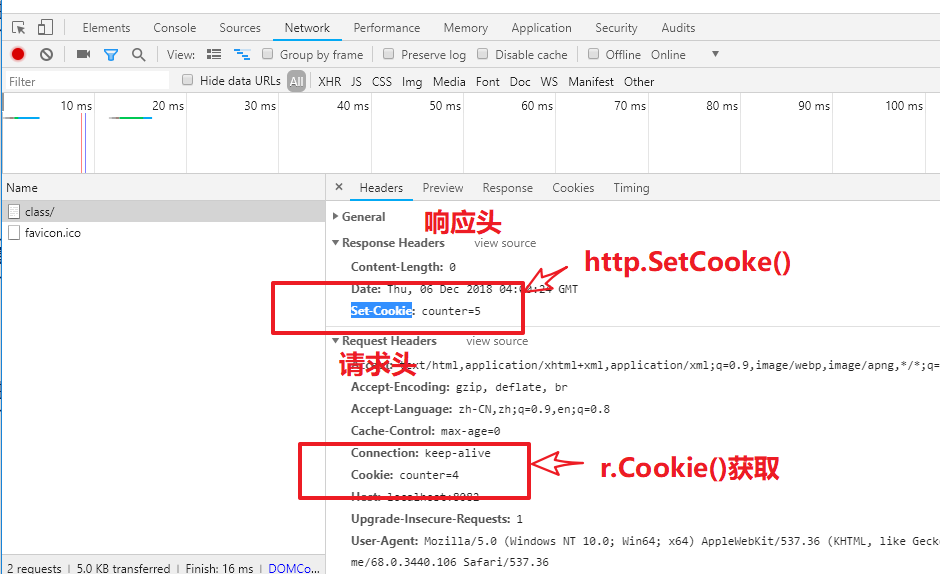 Elements Console Sources Network Performance Memory Application Security Audits
View: Group by frame Preserve log Disable cache Offline Online
Filter Hide data URLs All XHR JS CSS Img Media Font Doc WS Manifest Other
10 ms 20 ms 30 ms 40 ms 50 ms 60 ms 70 ms 80 ms 90 ms 100 ms
Name
class/
favicon.ico
× Headers Preview Response Cookies Timing
General
响应头
Response Headers view source
http.SetCooke()
Content-Length: 0
Date: Thu, 06 Dec 2018 04: :24 GMT
Set-Cookie: counter=5
Request Headers view source
请求头
text/html,application/xhtml+xml,application/xml;q=0.9,image/webp,image/apng,*/*;q=
Accept-Encoding: gzip, deflate, br
Accept-Language: zh-CN,zh;q=0.9,en;q=0.8
Cache-Control: max-age=0
Connection: keep-alive
r.Cookie()获取
Cookie: counter=4
Host: localhost:8082
Upgrade-Insecure-Requests: 1
User-Agent: Mozilla/5.0 (Windows NT 10.0; Win64; x64) AppleWebKit/537.36 (KHTML, like Geck
me/68.0.3440.106 Safari/537.36
2 requests | 5.0 KB transferred | Finish: 16 ms | DOMCo...